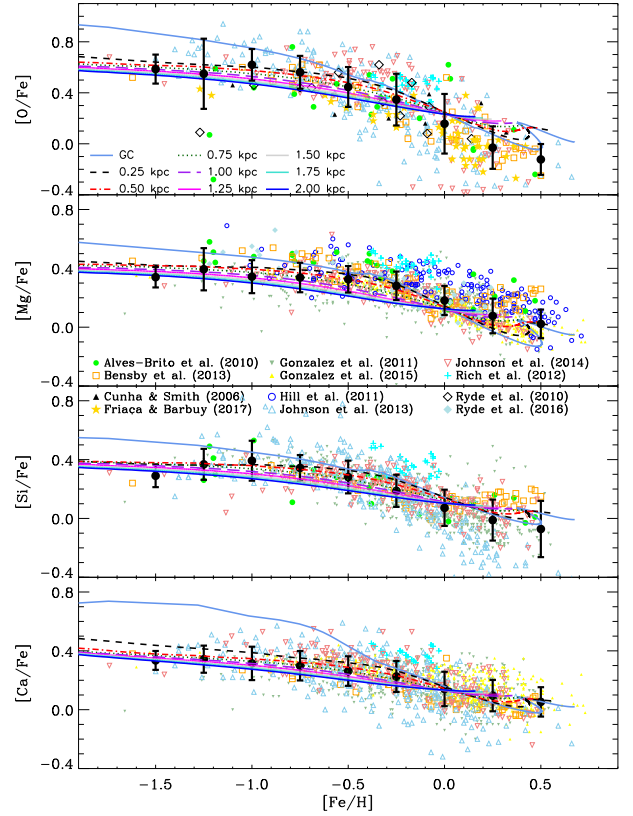 0.8
0.4
0.0
−0.4
[O/Fe]
GC
0.25 kpc
0.50 kpc
0.75 kpc
1.00 kpc
1.25 kpc
1.50 kpc
1.75 kpc
2.00 kpc
0.8
0.4
0.0
[Mg/Fe]
Alves−Brito et al. (2010)
Bensby et al. (2013)
Gonzalez et al. (2011)
Gonzalez et al. (2015)
Johnson et al. (2014)
Rich et al. (2012)
Cunha & Smith (2006)
Friaça & Barbuy (2017)
Hill et al. (2011)
Johnson et al. (2013)
Ryde et al. (2010)
Ryde et al. (2016)
0.8
0.4
0.0
−0.4
[Si/Fe]
0.8
0.4
0.0
−0.4
[Ca/Fe]
−1.5 −1.0 −0.5 0.0 0.5
[Fe/H]